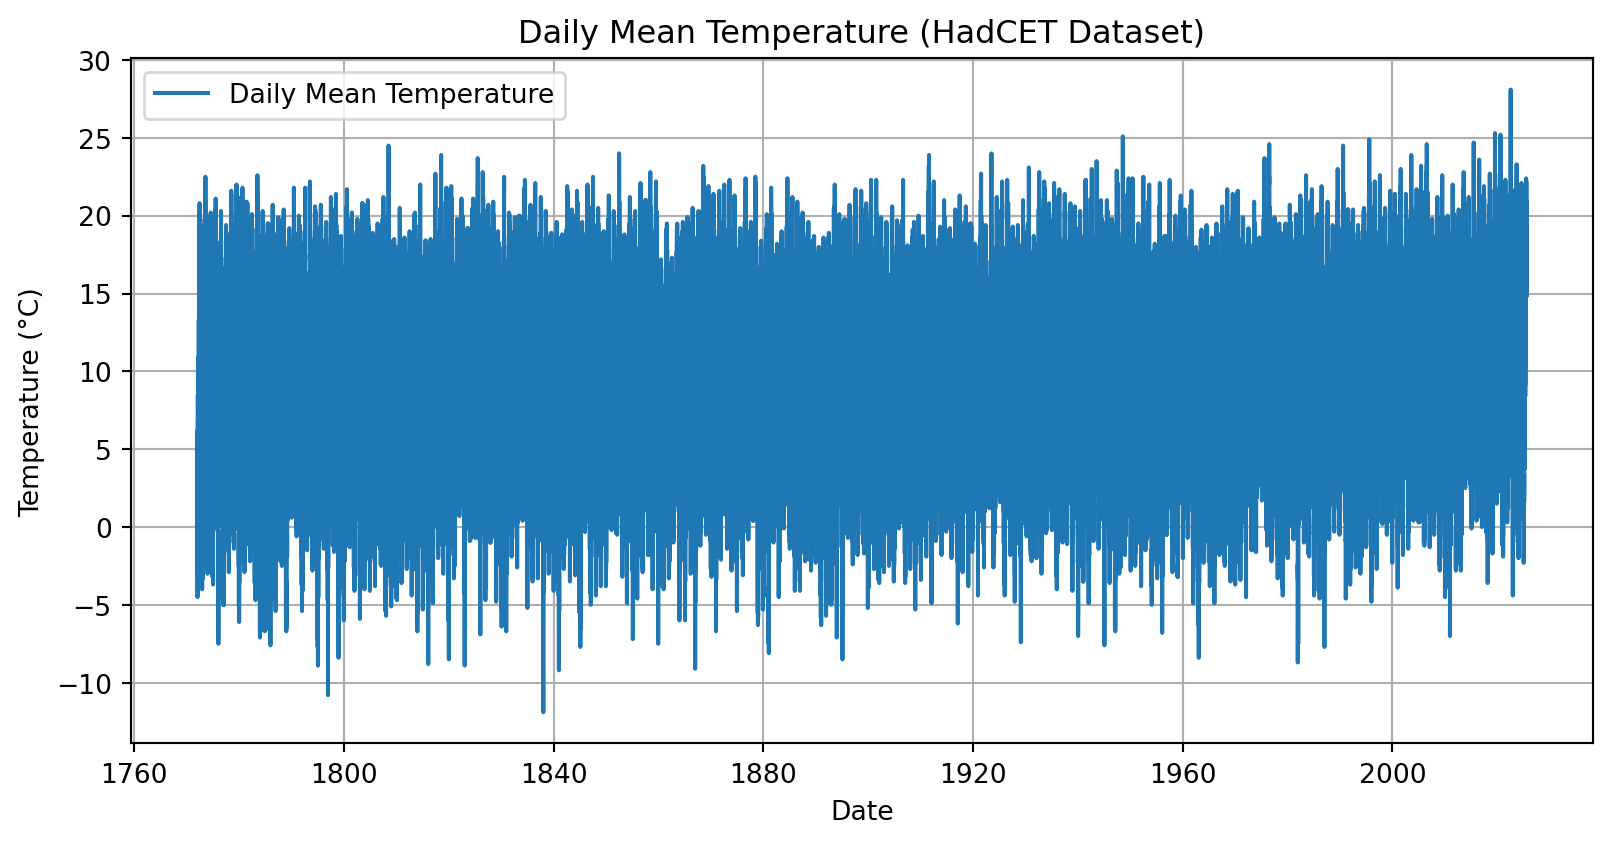 Daily Mean Temperature (HadCET Dataset)
Daily Mean Temperature
Temperature (°C)
30
25
20
15
10
5
0
−5
−10
1760 1800 1840 1880 1920 1960 2000
Date